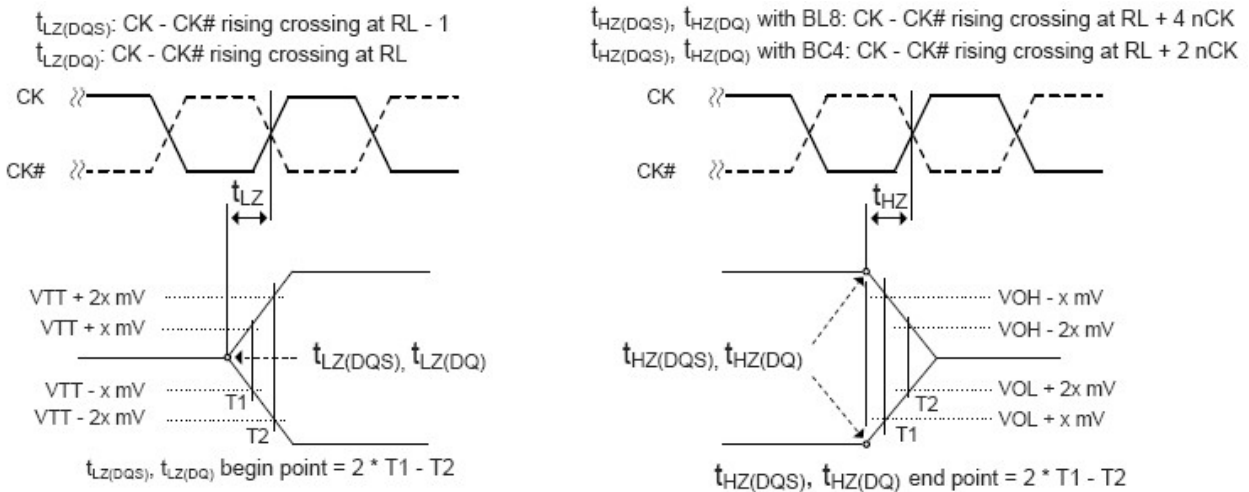 tLZ(DQS): CK - CK# rising crossing at RL - 1
tLZ(DQ): CK - CK# rising crossing at RL
CK
CK#
tLZ
VTT + 2x mV
VTT + x mV
tLZ(DQS), tLZ(DQ)
VTT - x mV
T1
VTT - 2x mV
T2
tLZ(DQS), tLZ(DQ) begin point = 2 * T1 - T2
tHZ(DQS), tHZ(DQ) with BL8: CK - CK# rising crossing at RL + 4 nCK
tHZ(DQS), tHZ(DQ) with BC4: CK - CK# rising crossing at RL + 2 nCK
CK
CK#
tHZ
VOH - x mV
VOH - 2x mV
tHZ(DQS), tHZ(DQ)
VOL + 2x mV
T2
VOL + x mV
T1
tHZ(DQS), tHZ(DQ) end point = 2 * T1 - T2